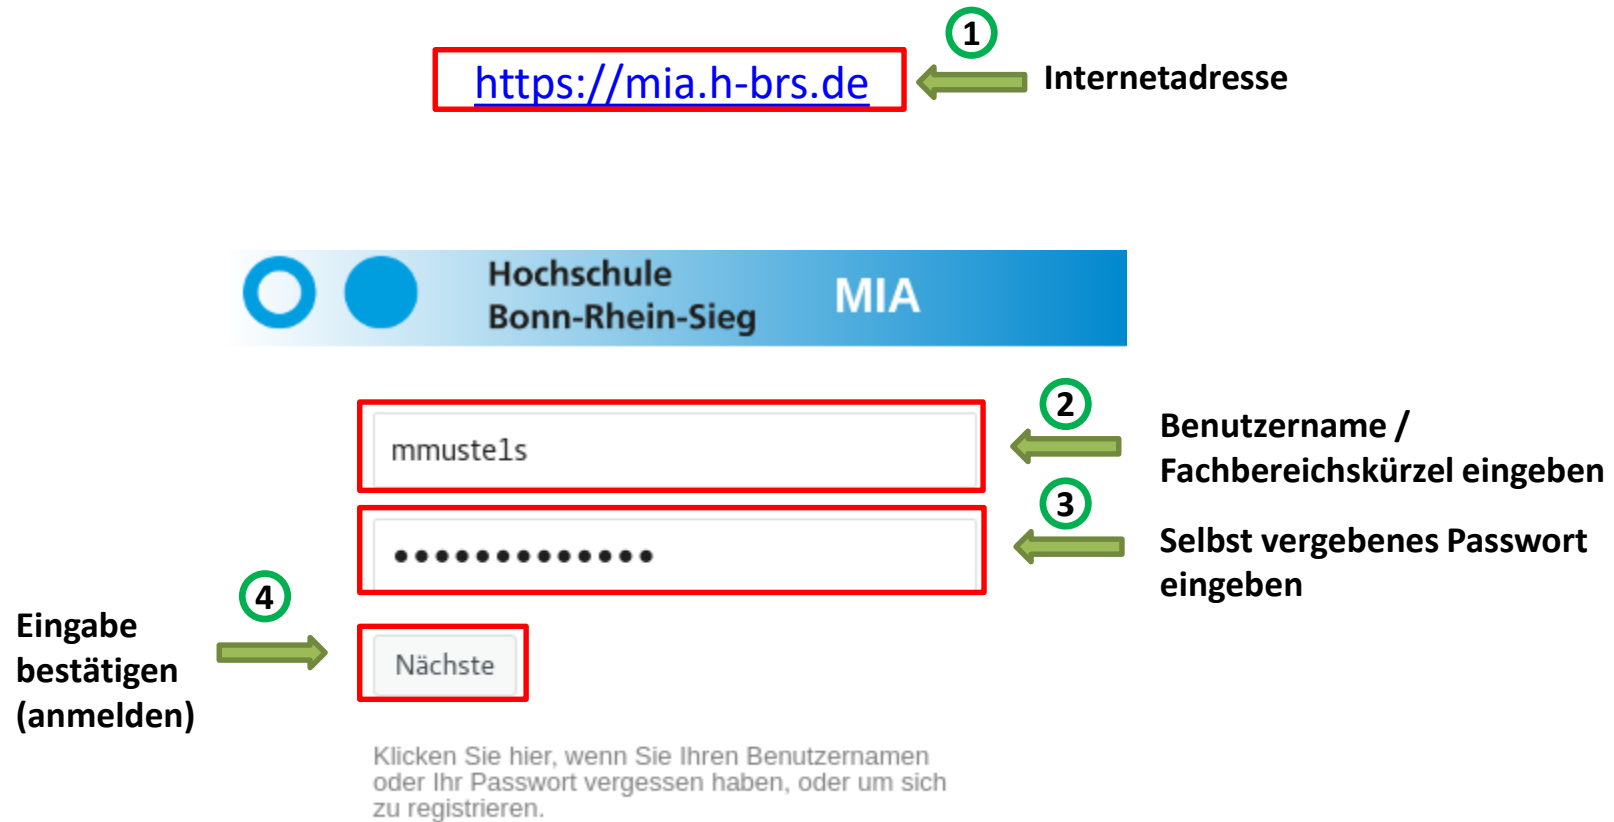 1
https://mia.h-brs.de
Internetadresse
Hochschule
Bonn-Rhein-Sieg
MIA
mmuste1s
2
Benutzername /
Fachbereichskürzel eingeben
●●●●●●●●●●●●●
3
Selbst vergebenes Passwort
eingeben
4
Eingabe
bestätigen
(anmelden)
Nächste
Klicken Sie hier, wenn Sie Ihren Benutzernamen
oder Ihr Passwort vergessen haben, oder um sich
zu registrieren.